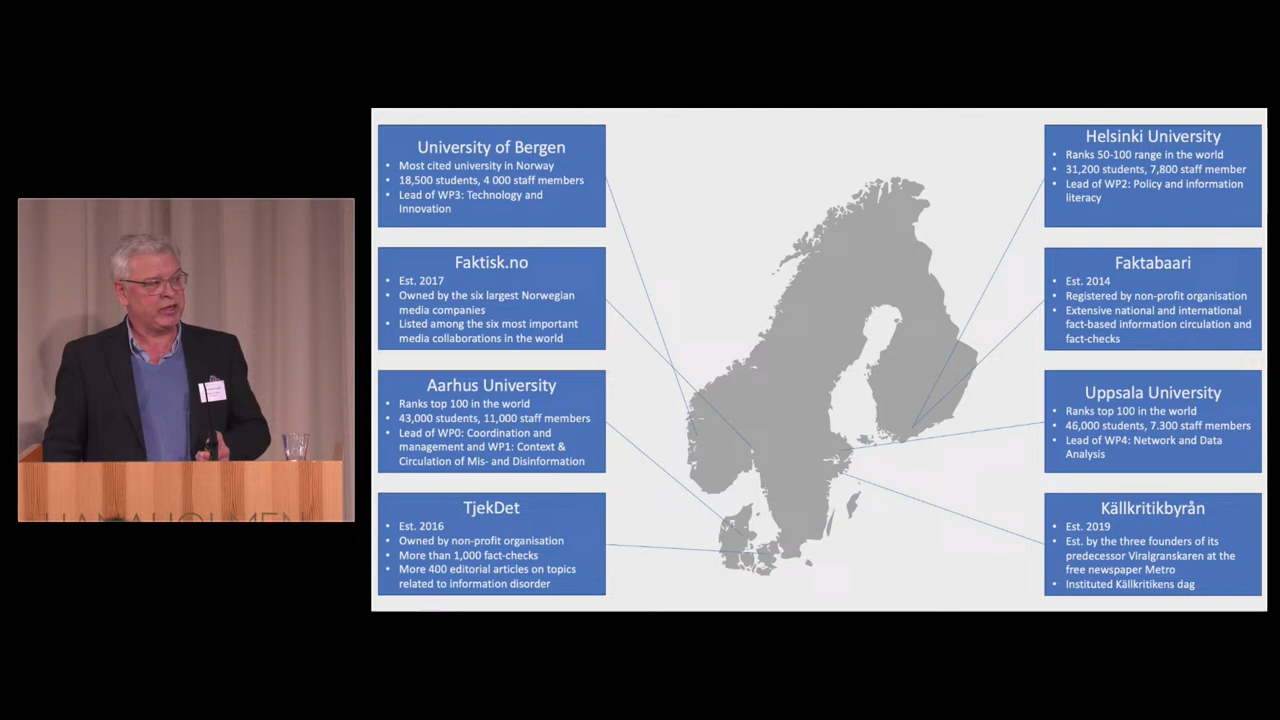 University of Bergen
• Most cited university in Norway
• 18,500 students, 4 000 staff members
• Lead of WP3: Technology and
Innovation
Faktisk.no
• Est. 2017
• Owned by the six largest Norwegian
media companies
• Listed among the six most important
media collaborations in the world
Aarhus University
• Ranks top 100 in the world
• 43,000 students, 11,000 staff members
• Lead of WP0: Coordination and
management and WP1: Context &
Circulation of Mis- and Disinformation
TjekDet
• Est. 2016
• Owned by non-profit organisation
• More than 1,000 fact-checks
• More 400 editorial articles on topics
related to information disorder
Helsinki University
• Ranks 50-100 range in the world
• 31,200 students, 7,800 staff member
• Lead of WP2: Policy and information
literacy
Faktabaari
• Est. 2014
• Registered by non-profit organisation
• Extensive national and international
fact-based information circulation and
fact-checks
Uppsala University
• Ranks top 100 in the world
• 46,000 students, 7.300 staff members
• Lead of WP4: Network and Data
Analysis
Källkritikbyrån
• Est. 2019
• Est. by the three founders of its
predecessor Viralgranskaren at the
free newspaper Metro
• Instituted Källkritikens dag
HANAHOLMEN